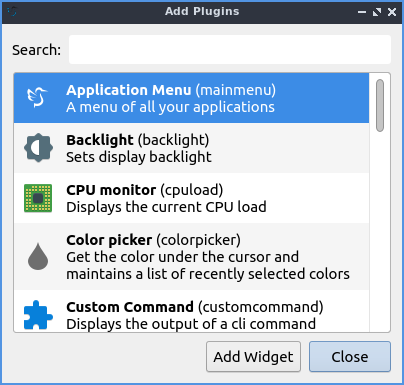 Add Plugins
Search:
Application Menu (mainmenu)
A menu of all your applications
Backlight (backlight)
Sets display backlight
CPU monitor (cpuload)
Displays the current CPU load
Color picker (colorpicker)
Get the color under the cursor and
maintains a list of recently selected colors
Custom Command (customcommand)
Displays the output of a cli command
Add Widget
Close